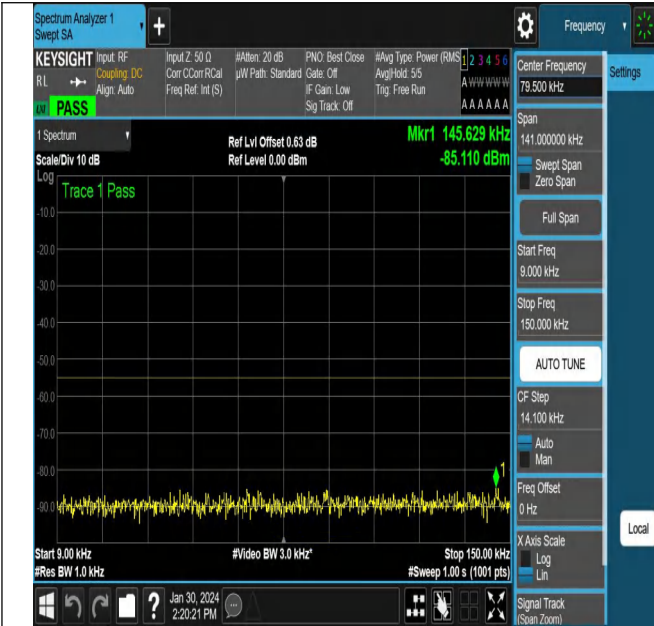 Spectrum Analyzer 1
Swept SA
+
Frequency
KEYSIGHT
RL
PASS
Input: RF
Coupling: DC
Align: Auto
Input Z: 50 Ω
Corr CCorr RCal
Freq Ref: Int (S)
#Atten: 20 dB
µW Path: Standard
PNO: Best Close
Gate: Off
IF Gain: Low
Sig Track: Off
#Avg Type: Power (RMS
Avg|Hold: 5/5
Trig: Free Run
1 2 3 4 5 6
A W W W W W
A A A A A A
1 Spectrum
Scale/Div 10 dB
Ref Lvl Offset 0.63 dB
Ref Level 0.00 dBm
Mkr1 145.629 kHz
-85.110 dBm
Log
Trace 1 Pass
-10.0
-20.0
-30.0
-40.0
-50.0
-60.0
-70.0
-80.0
-90.0
1
Start 9.00 kHz
#Video BW 3.0 kHz*
Stop 150.00 kHz
#Res BW 1.0 kHz
#Sweep 1.00 s (1001 pts)
?
Jan 30, 2024
2:20:21 PM
Center Frequency
79.500 kHz
Settings
Span
141.000000 kHz
Swept Span
Zero Span
Full Span
Start Freq
9.000 kHz
Stop Freq
150.000 kHz
AUTO TUNE
CF Step
14.100 kHz
Auto
Man
Freq Offset
0 Hz
Local
X Axis Scale
Log
Lin
Signal Track
(Span Zoom)